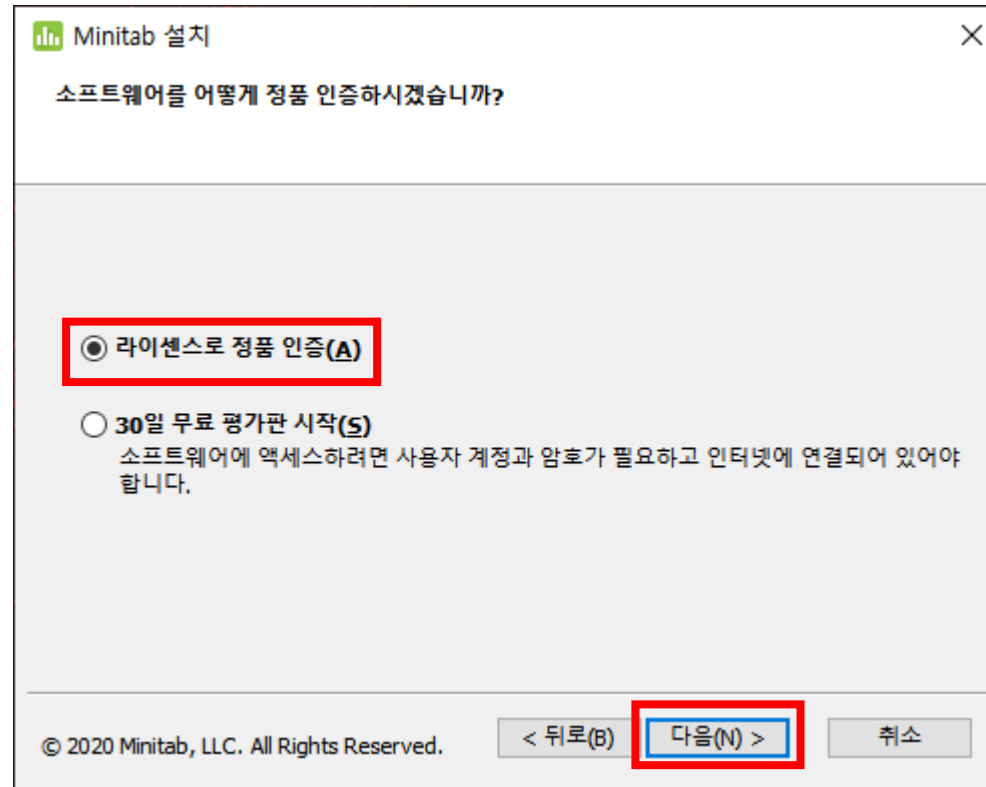 Minitab 설치
소프트웨어를 어떻게 정품 인증하시겠습니까?
라이센스로 정품 인증(A)
30일 무료 평가판 시작(S)
소프트웨어에 액세스하려면 사용자 계정과 암호가 필요하고 인터넷에 연결되어 있어야
합니다.
© 2020 Minitab, LLC. All Rights Reserved.
< 뒤로(B)
다음(N) >
취소